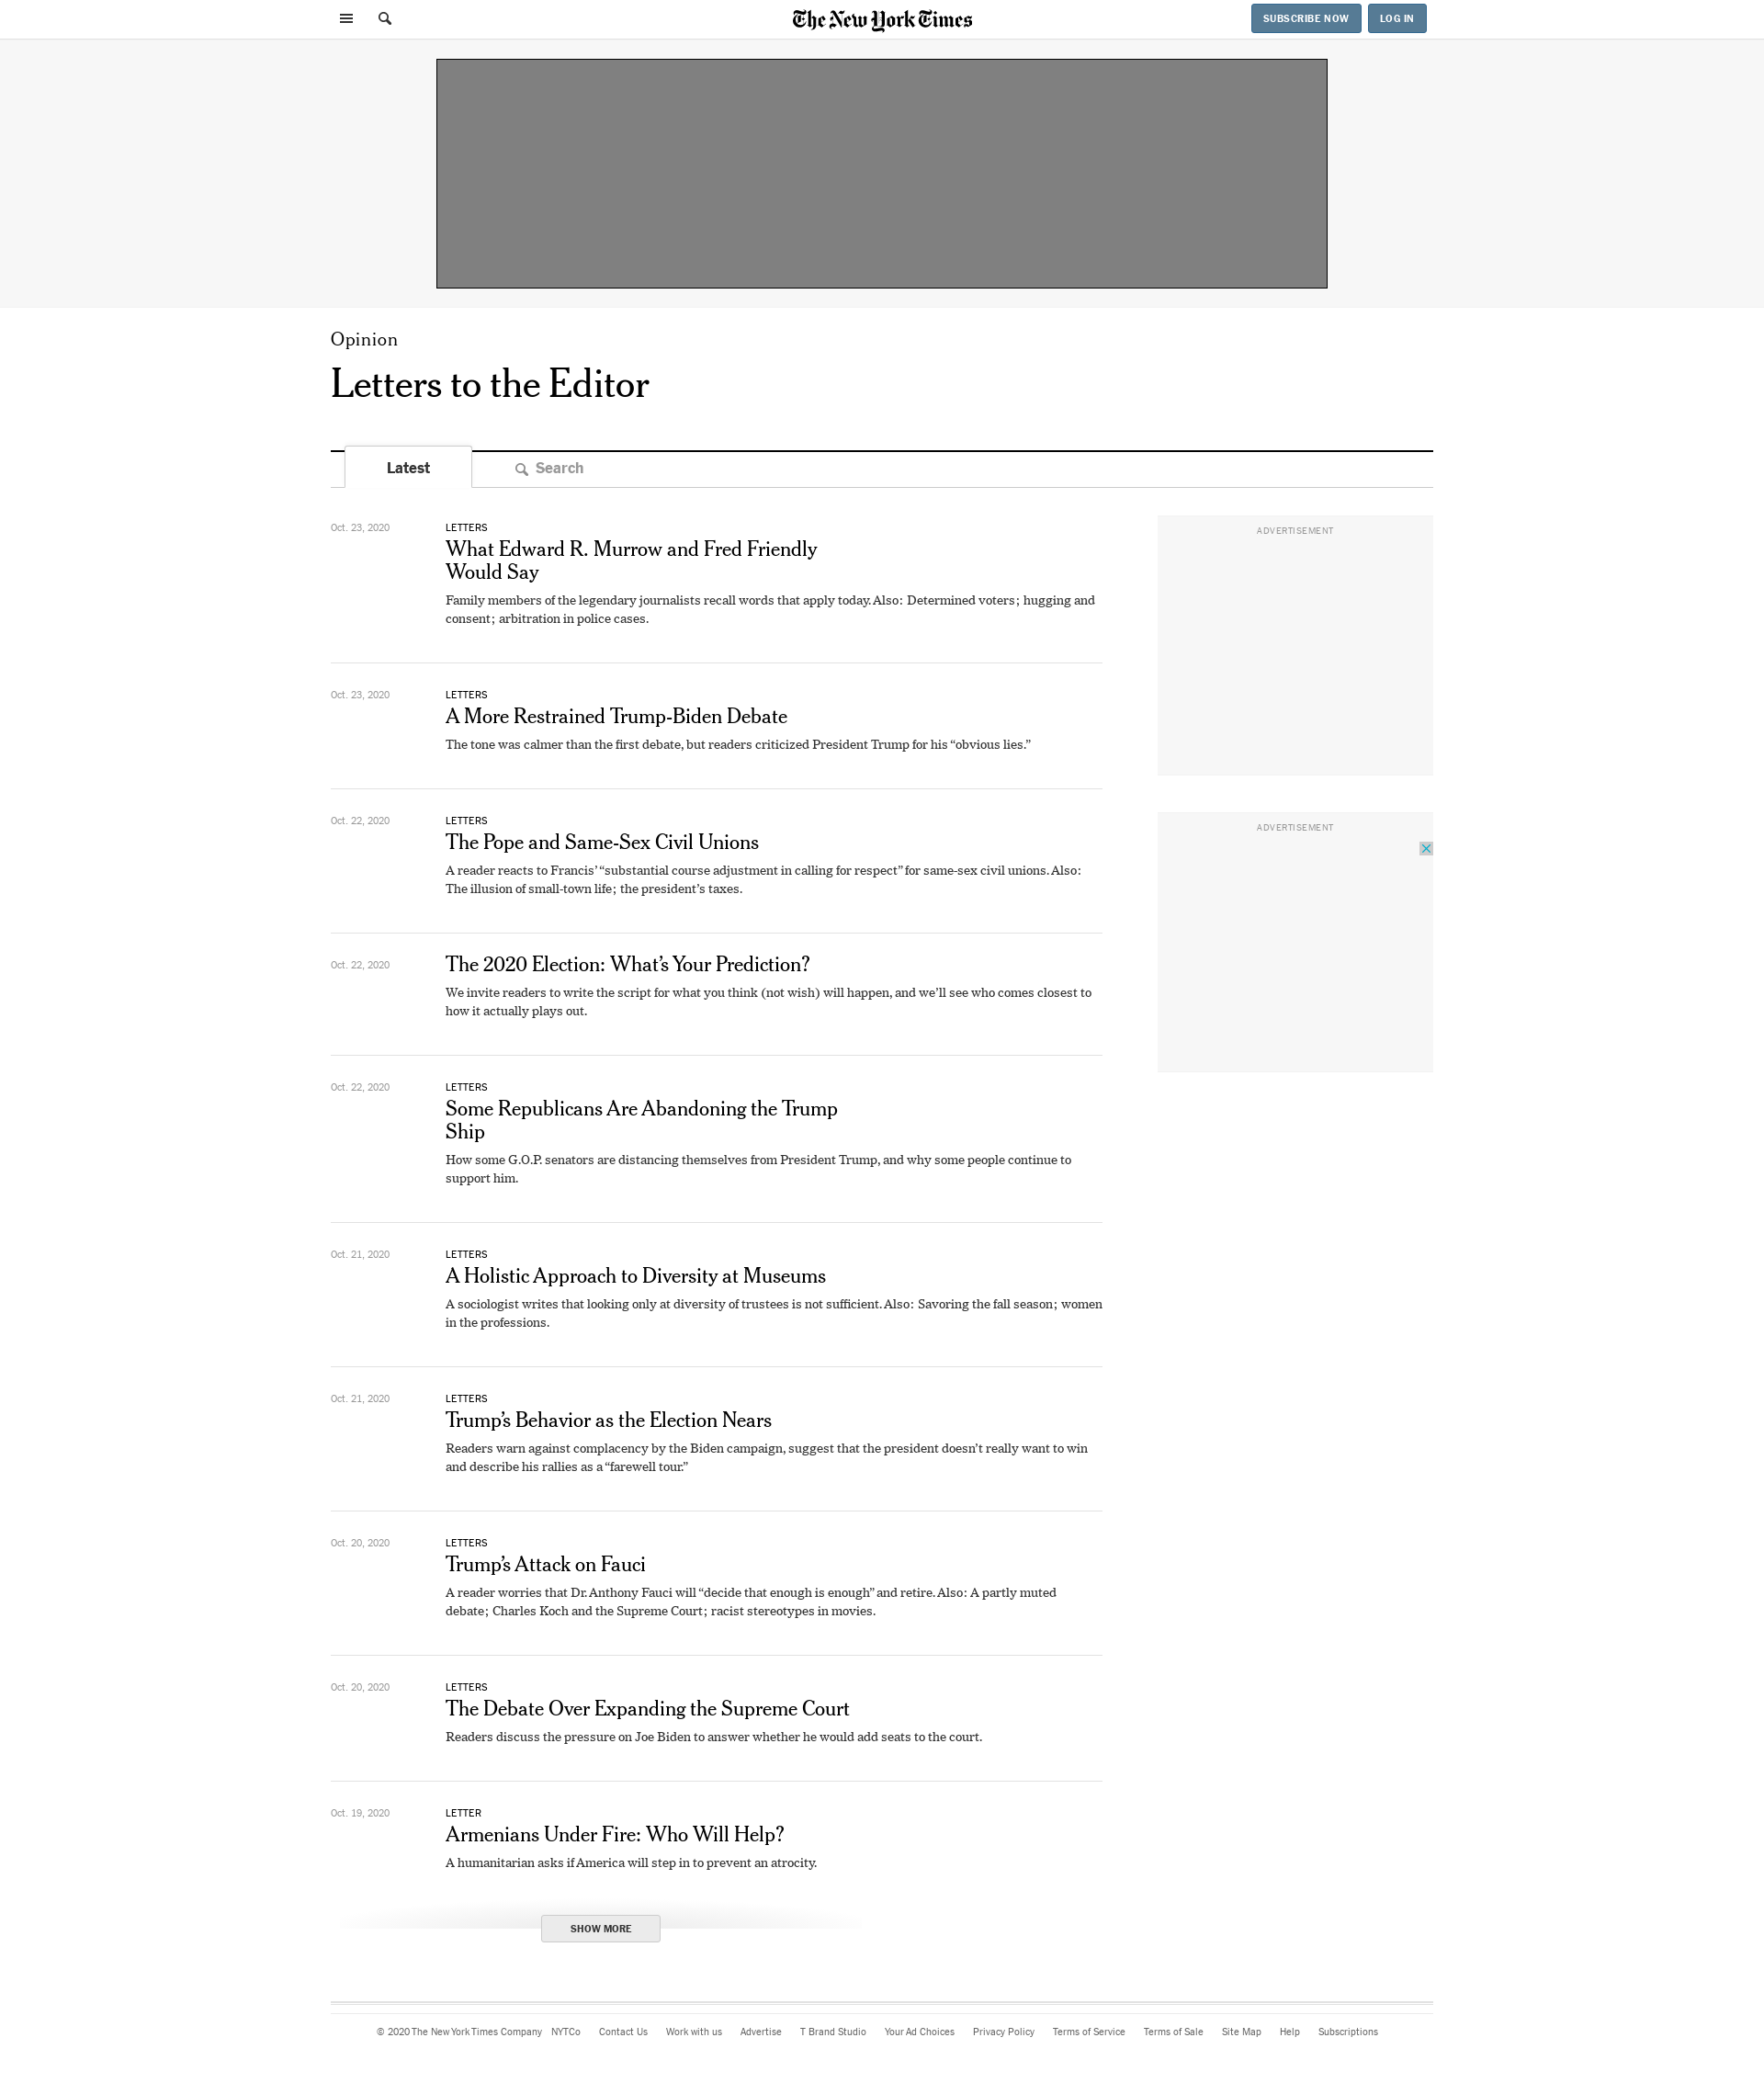 The New York Times
SUBSCRIBE NOW
LOG IN
Opinion
Letters to the Editor
Latest
Search
Oct. 23, 2020
LETTERS
What Edward R. Murrow and Fred Friendly
Would Say
Family members of the legendary journalists recall words that apply today. Also: Determined voters; hugging and
consent; arbitration in police cases.
ADVERTISEMENT
Oct. 23, 2020
LETTERS
A More Restrained Trump-Biden Debate
The tone was calmer than the first debate, but readers criticized President Trump for his “obvious lies.”
Oct. 22, 2020
LETTERS
The Pope and Same-Sex Civil Unions
A reader reacts to Francis’ “substantial course adjustment in calling for respect” for same-sex civil unions. Also:
The illusion of small-town life; the president’s taxes.
ADVERTISEMENT
Oct. 22, 2020
The 2020 Election: What’s Your Prediction?
We invite readers to write the script for what you think (not wish) will happen, and we’ll see who comes closest to
how it actually plays out.
Oct. 22, 2020
LETTERS
Some Republicans Are Abandoning the Trump
Ship
How some G.O.P. senators are distancing themselves from President Trump, and why some people continue to
support him.
Oct. 21, 2020
LETTERS
A Holistic Approach to Diversity at Museums
A sociologist writes that looking only at diversity of trustees is not sufficient. Also: Savoring the fall season; women
in the professions.
Oct. 21, 2020
LETTERS
Trump’s Behavior as the Election Nears
Readers warn against complacency by the Biden campaign, suggest that the president doesn’t really want to win
and describe his rallies as a “farewell tour.”
Oct. 20, 2020
LETTERS
Trump’s Attack on Fauci
A reader worries that Dr. Anthony Fauci will “decide that enough is enough” and retire. Also: A partly muted
debate; Charles Koch and the Supreme Court; racist stereotypes in movies.
Oct. 20, 2020
LETTERS
The Debate Over Expanding the Supreme Court
Readers discuss the pressure on Joe Biden to answer whether he would add seats to the court.
Oct. 19, 2020
LETTER
Armenians Under Fire: Who Will Help?
A humanitarian asks if America will step in to prevent an atrocity.
SHOW MORE
© 2020 The New York Times Company NYTCo Contact Us Work with us Advertise T Brand Studio Your Ad Choices Privacy Policy Terms of Service Terms of Sale Site Map Help Subscriptions